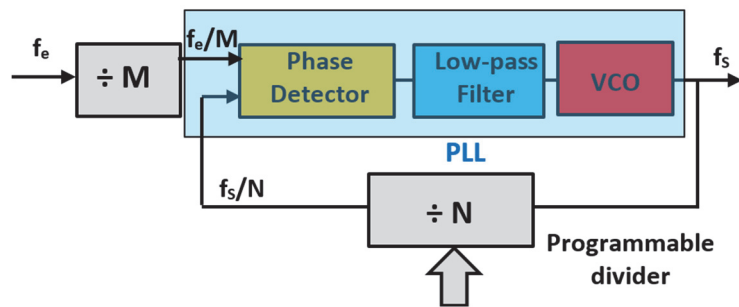 fₑ
÷ M
fₑ/M
Phase
Detector
Low-pass
Filter
VCO
fₛ
PLL
fₛ/N
÷ N
Programmable
divider